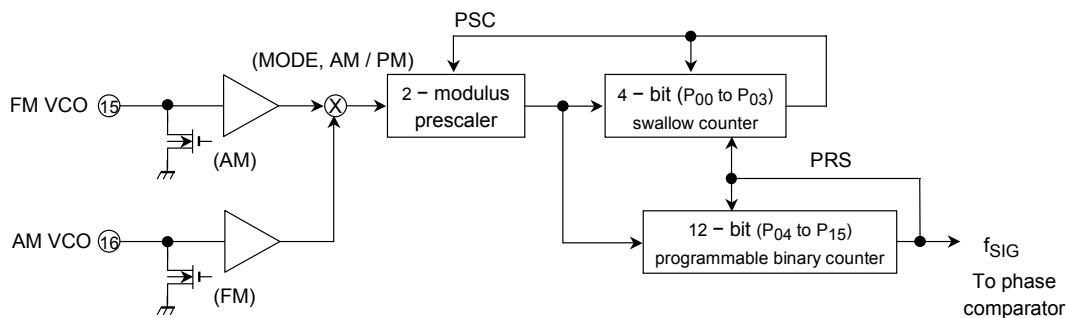 PSC
(MODE, AM / PM)
FM VCO 15
(AM)
X
2 − modulus
prescaler
4 − bit (P00 to P03)
swallow counter
PRS
AM VCO 16
(FM)
12 − bit (P04 to P15)
programmable binary counter
fSIG
To phase
comparator